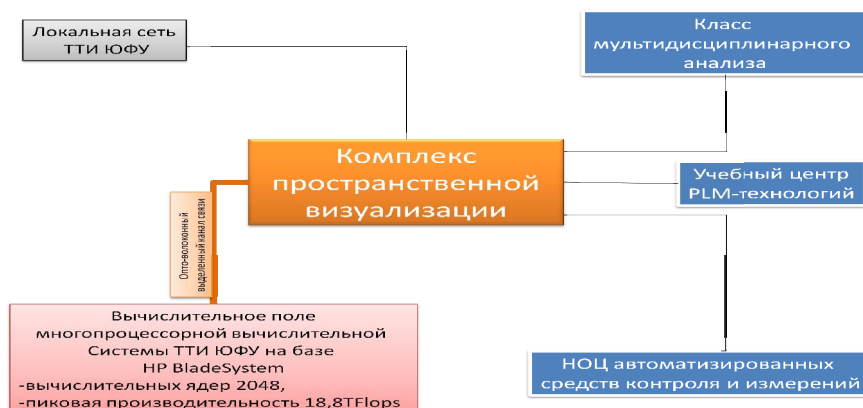 Локальная сеть
ТТИ ЮФУ
Класс
мультидисциплинарного
анализа
Комплекс
пространственной
визуализации
Учебный центр
PLM-технологий
Опто-волоконный
выделенный канал связи
Вычислительное поле
многопроцессорной вычислительной
Системы ТТИ ЮФУ на базе
HP BladeSystem
-вычислительных ядер 2048,
-пиковая производительность 18,8TFlops
НОЦ автоматизированных
средств контроля и измерений